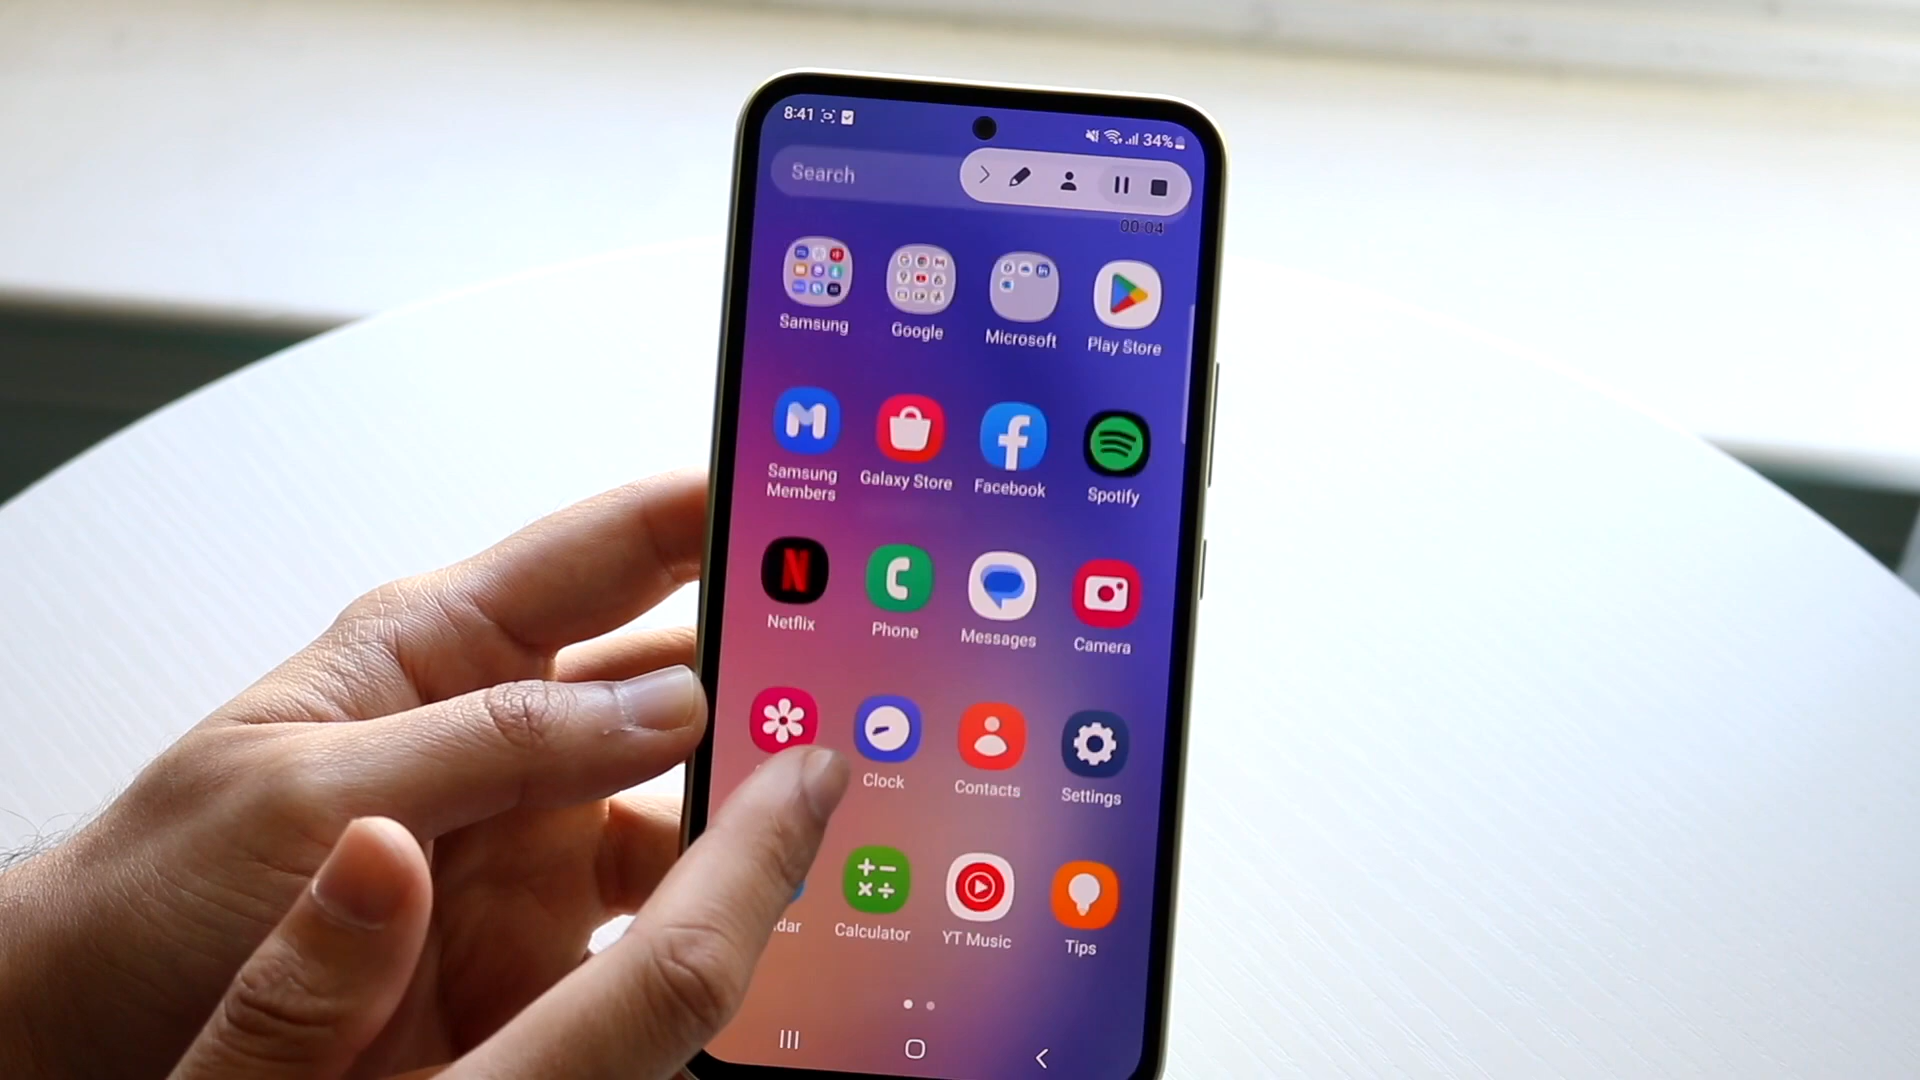 8:41
34%
Search
00:04
Samsung
Google
Microsoft
Play Store
Samsung
Members
Galaxy Store
Facebook
Spotify
Netflix
Phone
Messages
Camera
Clock
Contacts
Settings
dar
Calculator
YT Music
Tips